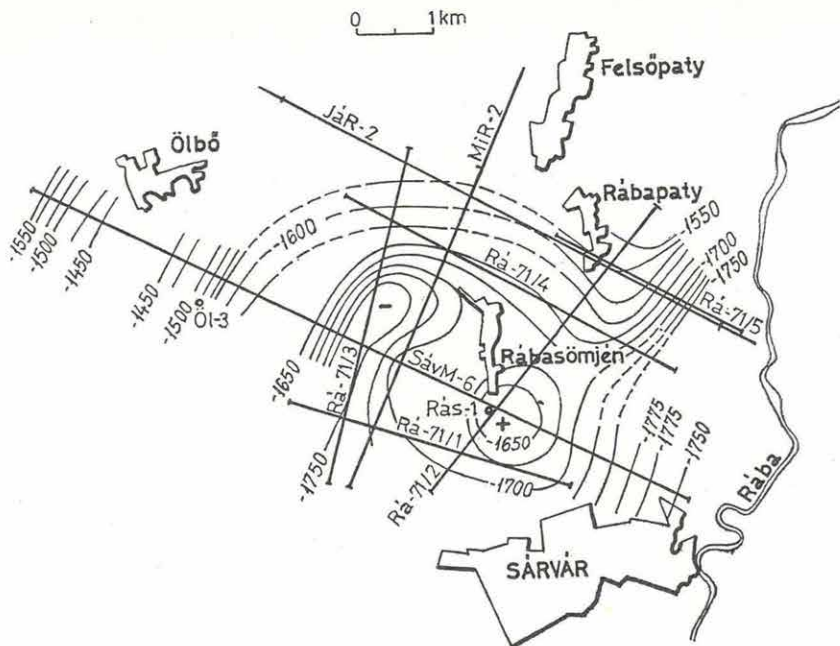 0 1 km
Felsőpaty
JáR-2
MiR-2
Ölbő
Rábapaty
-1550
-1600
-1550
-1500
-1450
-1700
-1750
Rá-71/4
Rá-71/5
-1450
-1500
Öl-3
-
Rábasömjén
SávM-6
-1650
Rá-71/3
Rás-1
+
-1650
-1775
-1775
-1750
Rá-71/1
-1750
Rá-71/2
-1700
Rába
SÁRVÁR